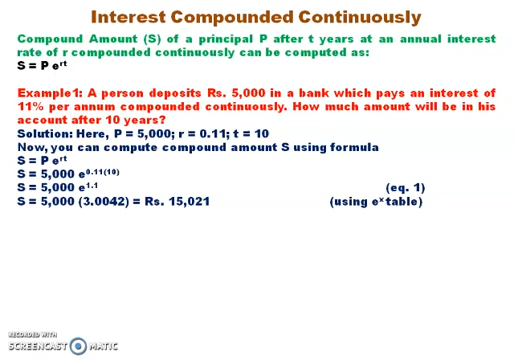 Interest Compounded Continuously
Compound Amount (S) of a principal P after t years at an annual interest
rate of r compounded continuously can be computed as:
S = P eʳᵗ
Example1: A person deposits Rs. 5,000 in a bank which pays an interest of
11% per annum compounded continuously. How much amount will be in his
account after 10 years?
Solution: Here, P = 5,000; r = 0.11; t = 10
Now, you can compute compound amount S using formula
S = P eʳᵗ
S = 5,000 e⁰·¹¹⁽¹⁰⁾
S = 5,000 e¹·¹ (eq. 1)
S = 5,000 (3.0042) = Rs. 15,021 (using eˣ table)
RECORDED WITH
SCREENCAST MATIC